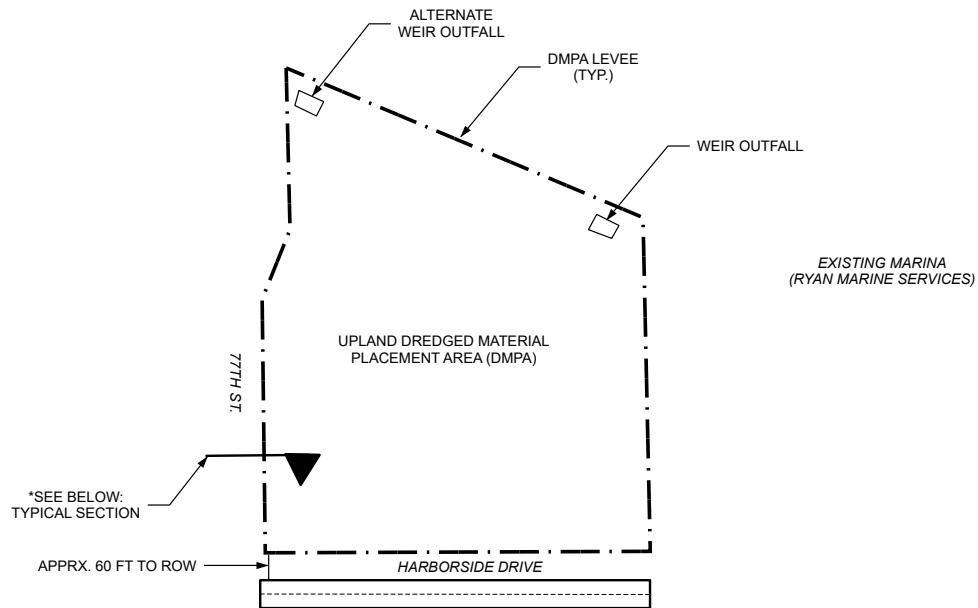 ALTERNATE
WEIR OUTFALL
DMPA LEVEE
(TYP.)
WEIR OUTFALL
EXISTING MARINA
(RYAN MARINE SERVICES)
UPLAND DREDGED MATERIAL
PLACEMENT AREA (DMPA)
77TH ST.
*SEE BELOW:
TYPICAL SECTION
APPRX. 60 FT TO ROW
HARBORSIDE DRIVE